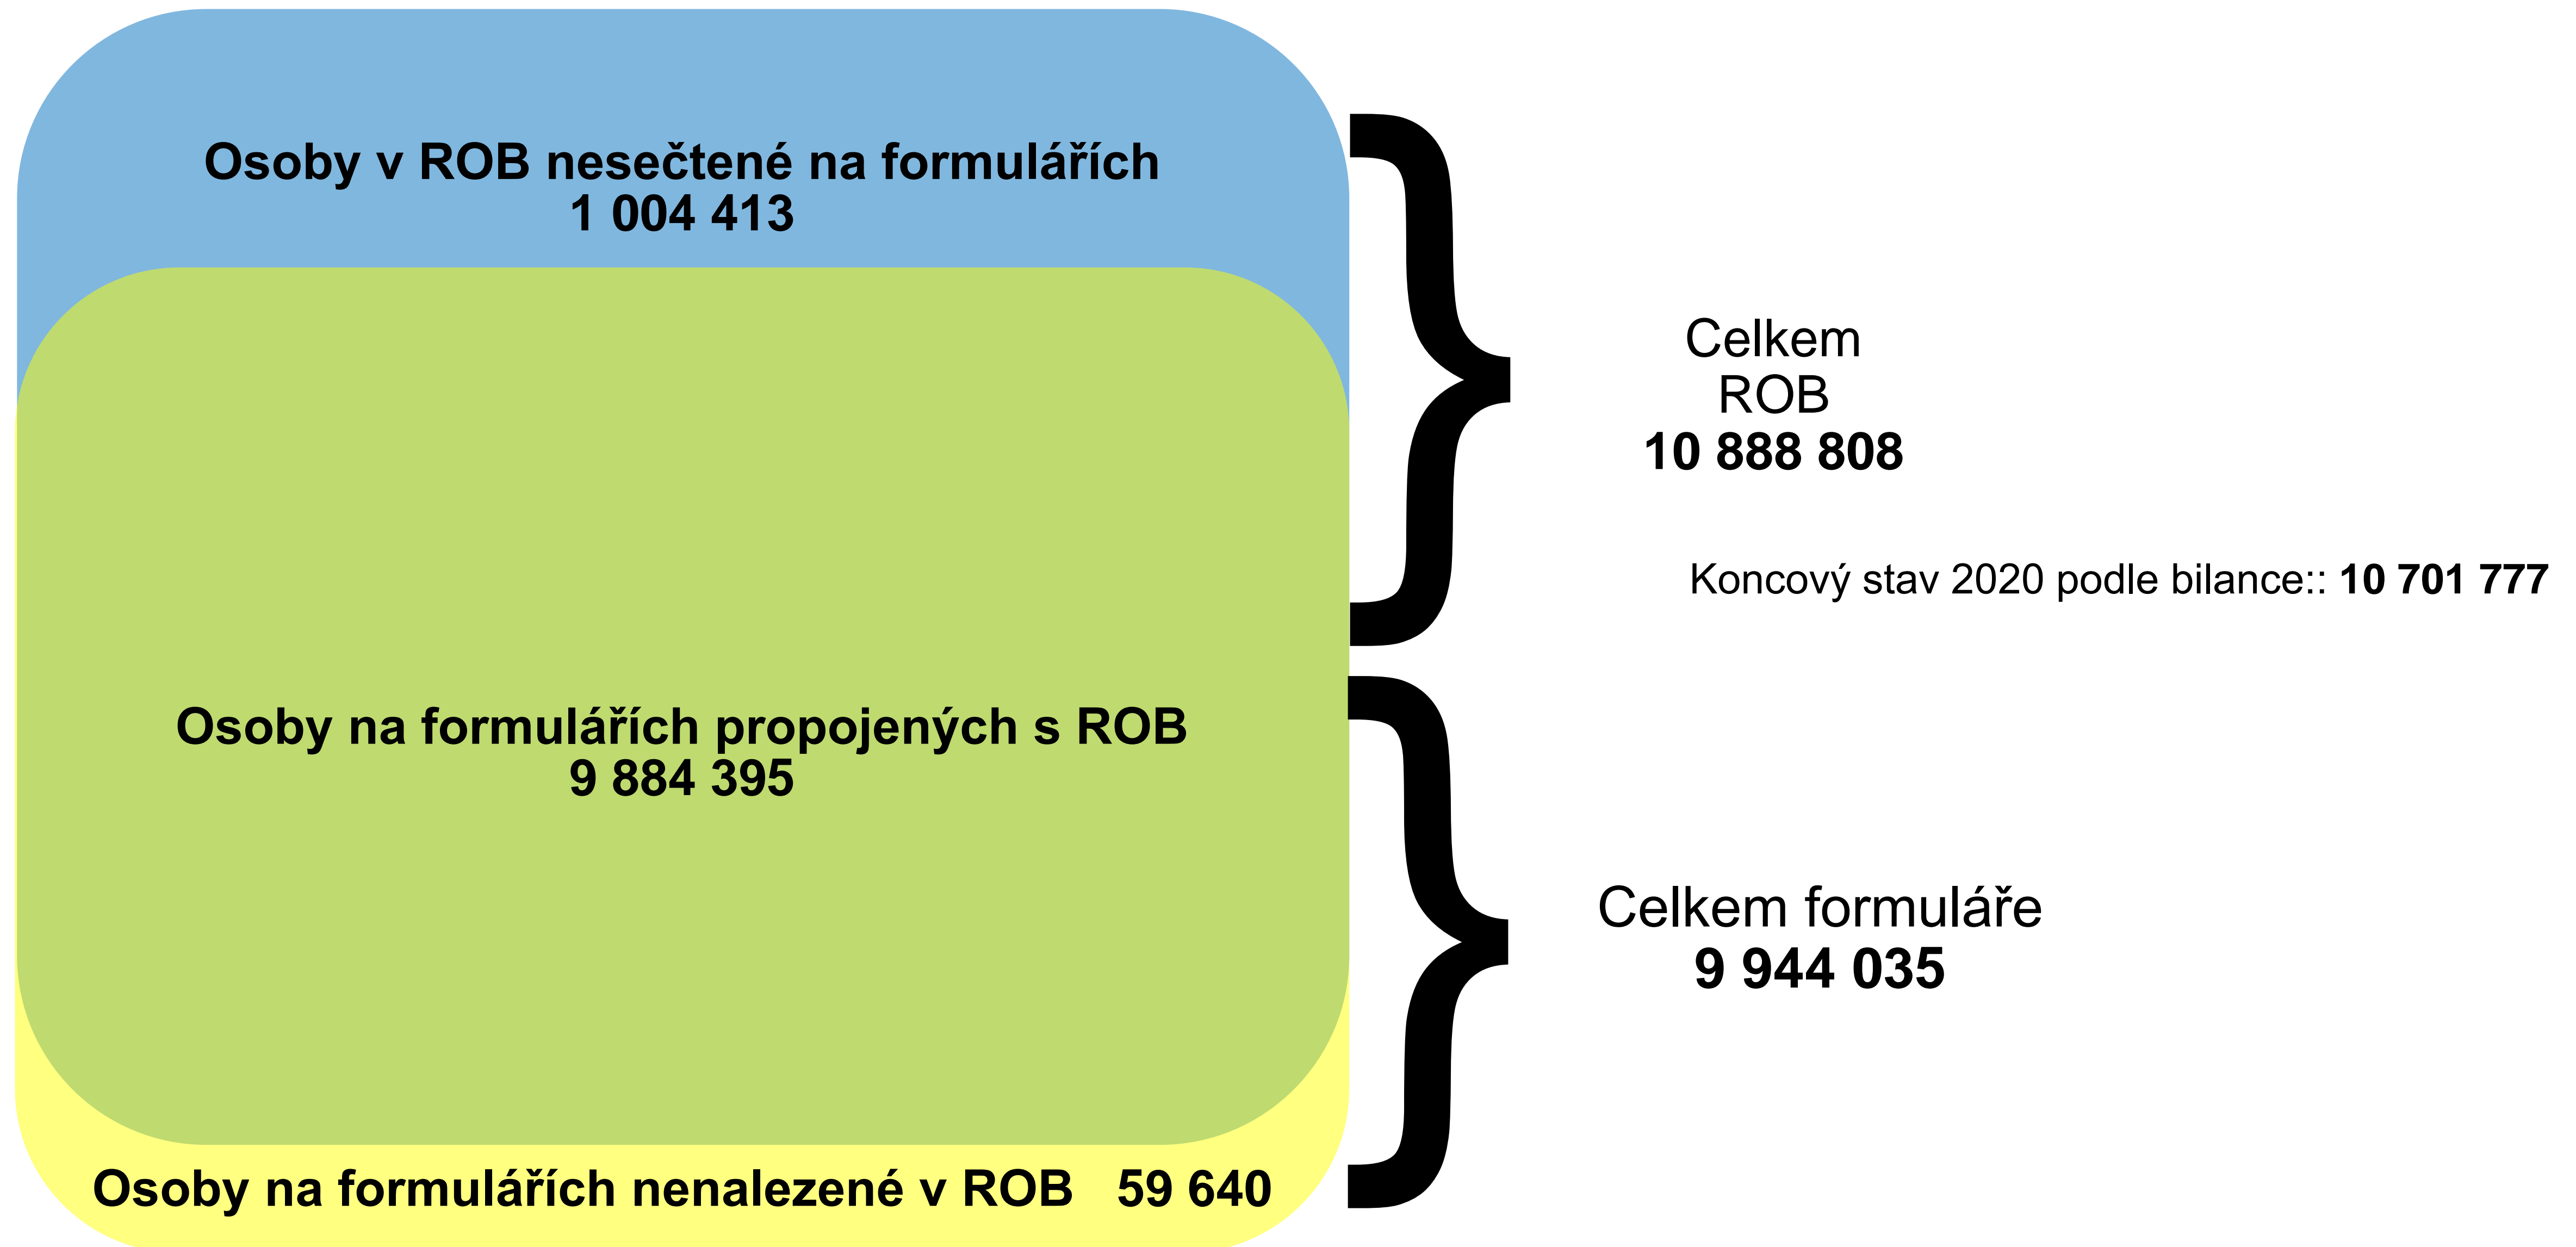 Osoby v ROB nesečtené na formulářích
1 004 413
Celkem
ROB
10 888 808
Koncový stav 2020 podle bilance:: 10 701 777
Osoby na formulářích propojených s ROB
9 884 395
Celkem formuláře
9 944 035
Osoby na formulářích nenalezené v ROB 59 640